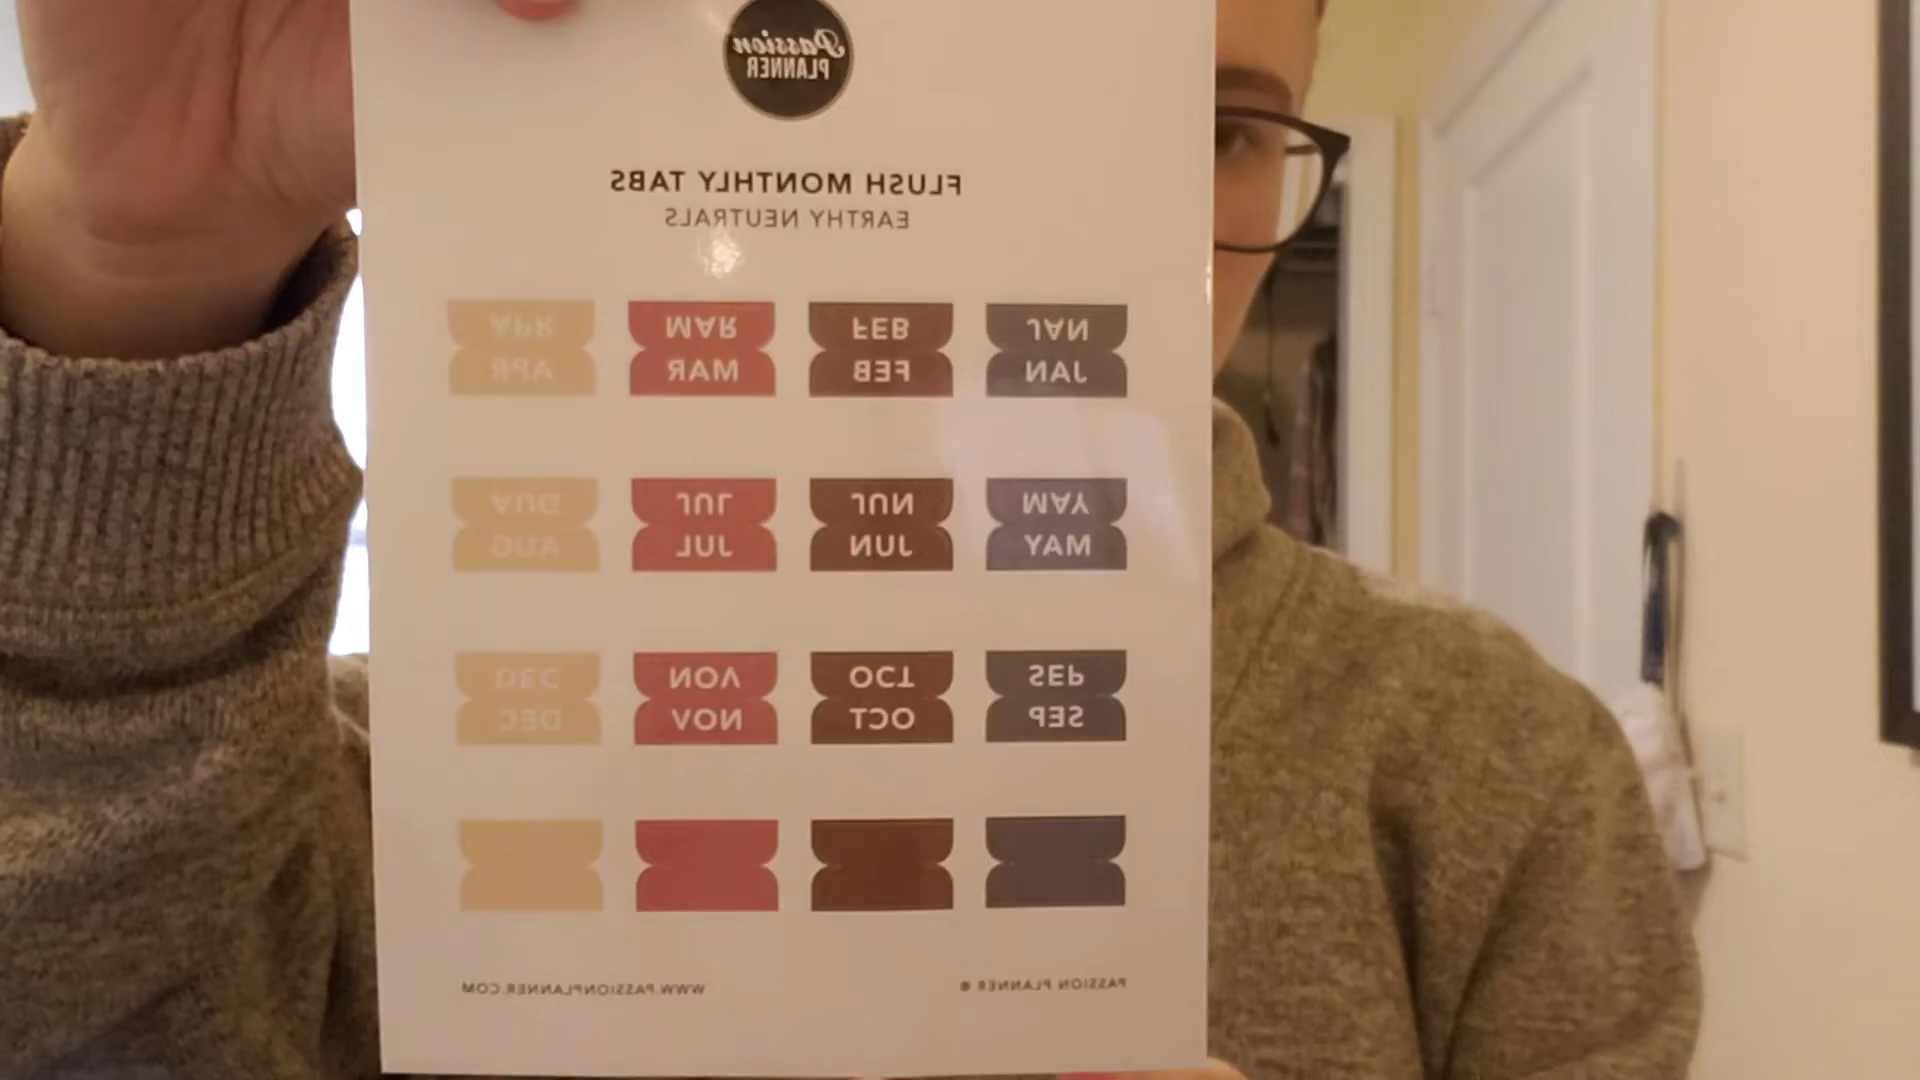 Passion
PLANNER
FLUSH MONTHLY TABS
EARTHY NEUTRALS
JAN FEB MAR APR
JAN FEB MAR APR
MAY JUN JUL AUG
MAY JUN JUL AUG
SEP OCT NOV DEC
SEP OCT NOV DEC
PASSION PLANNER ® WWW.PASSIONPLANNER.COM